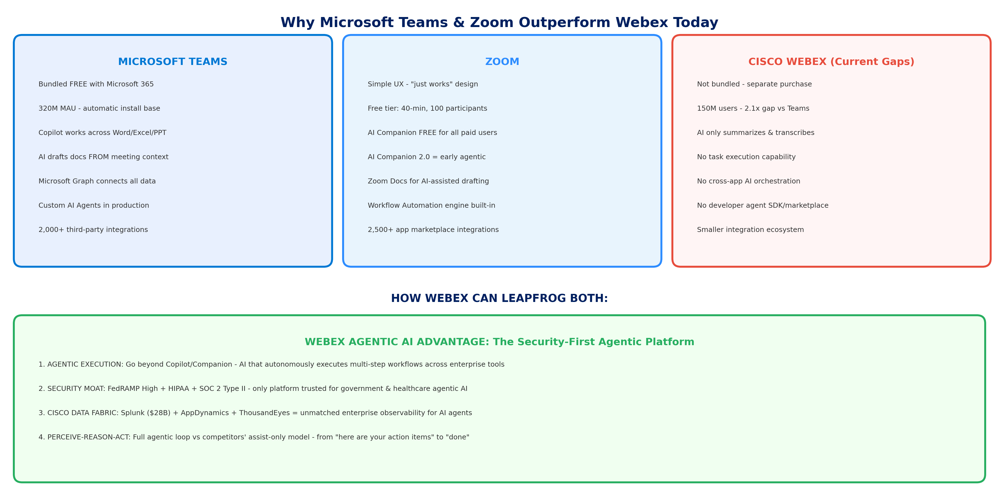 Why Microsoft Teams & Zoom Outperform Webex Today
MICROSOFT TEAMS
Bundled FREE with Microsoft 365
320M MAU - automatic install base
Copilot works across Word/Excel/PPT
AI drafts docs FROM meeting context
Microsoft Graph connects all data
Custom AI Agents in production
2,000+ third-party integrations
ZOOM
Simple UX - "just works" design
Free tier: 40-min, 100 participants
AI Companion FREE for all paid users
AI Companion 2.0 = early agentic
Zoom Docs for AI-assisted drafting
Workflow Automation engine built-in
2,500+ app marketplace integrations
CISCO WEBEX (Current Gaps)
Not bundled - separate purchase
150M users - 2.1x gap vs Teams
AI only summarizes & transcribes
No task execution capability
No cross-app AI orchestration
No developer agent SDK/marketplace
Smaller integration ecosystem
HOW WEBEX CAN LEAPFROG BOTH:
WEBEX AGENTIC AI ADVANTAGE: The Security-First Agentic Platform
1. AGENTIC EXECUTION: Go beyond Copilot/Companion - AI that autonomously executes multi-step workflows across enterprise tools
2. SECURITY MOAT: FedRAMP High + HIPAA + SOC 2 Type II - only platform trusted for government & healthcare agentic AI
3. CISCO DATA FABRIC: Splunk ($28B) + AppDynamics + ThousandEyes = unmatched enterprise observability for AI agents
4. PERCEIVE-REASON-ACT: Full agentic loop vs competitors' assist-only model - from "here are your action items" to "done"